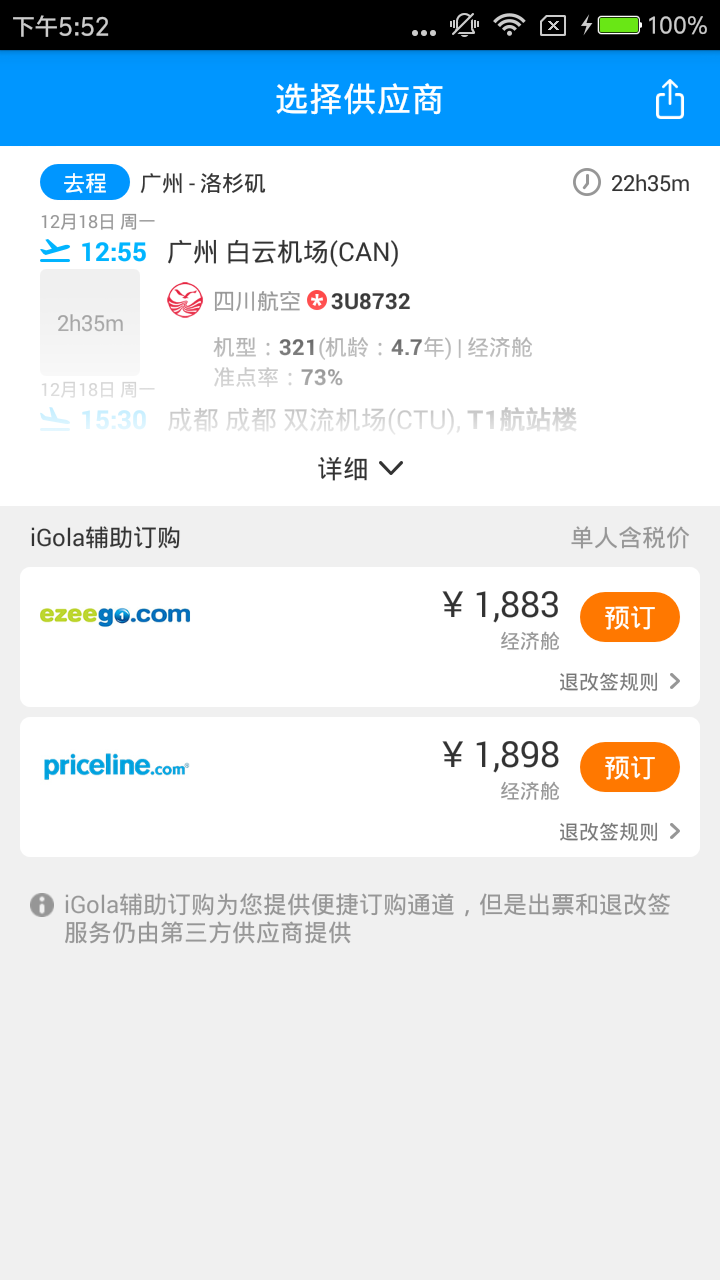 下午5:52
100%
选择供应商
去程 广州 - 洛杉矶 22h35m
12月18日 周一
12:55 广州 白云机场(CAN)
四川航空 3U8732
2h35m
机型：321(机龄：4.7年) | 经济舱
准点率：73%
12月18日 周一
15:30 成都 成都 双流机场(CTU), T1航站楼
详细
iGola辅助订购 单人含税价
ezeego1.com ¥ 1,883 预订
经济舱
退改签规则
priceline.com® ¥ 1,898 预订
经济舱
退改签规则
iGola辅助订购为您提供便捷订购通道，但是出票和退改签
服务仍由第三方供应商提供